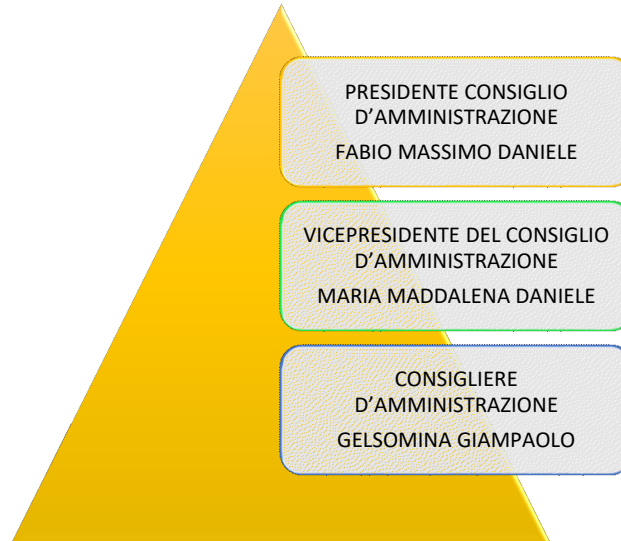 PRESIDENTE CONSIGLIO
D’AMMINISTRAZIONE
FABIO MASSIMO DANIELE
VICEPRESIDENTE DEL CONSIGLIO
D’AMMINISTRAZIONE
MARIA MADDALENA DANIELE
CONSIGLIERE
D’AMMINISTRAZIONE
GELSOMINA GIAMPAOLO